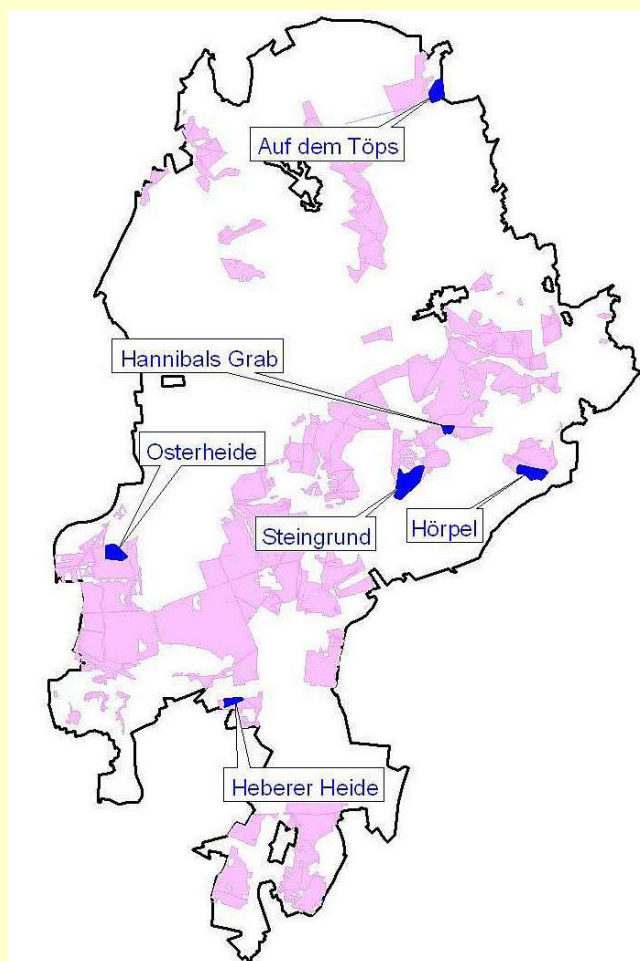 Auf dem Töps
Hannibals Grab
Osterheide
Steingrund
Hörpel
Heberer Heide